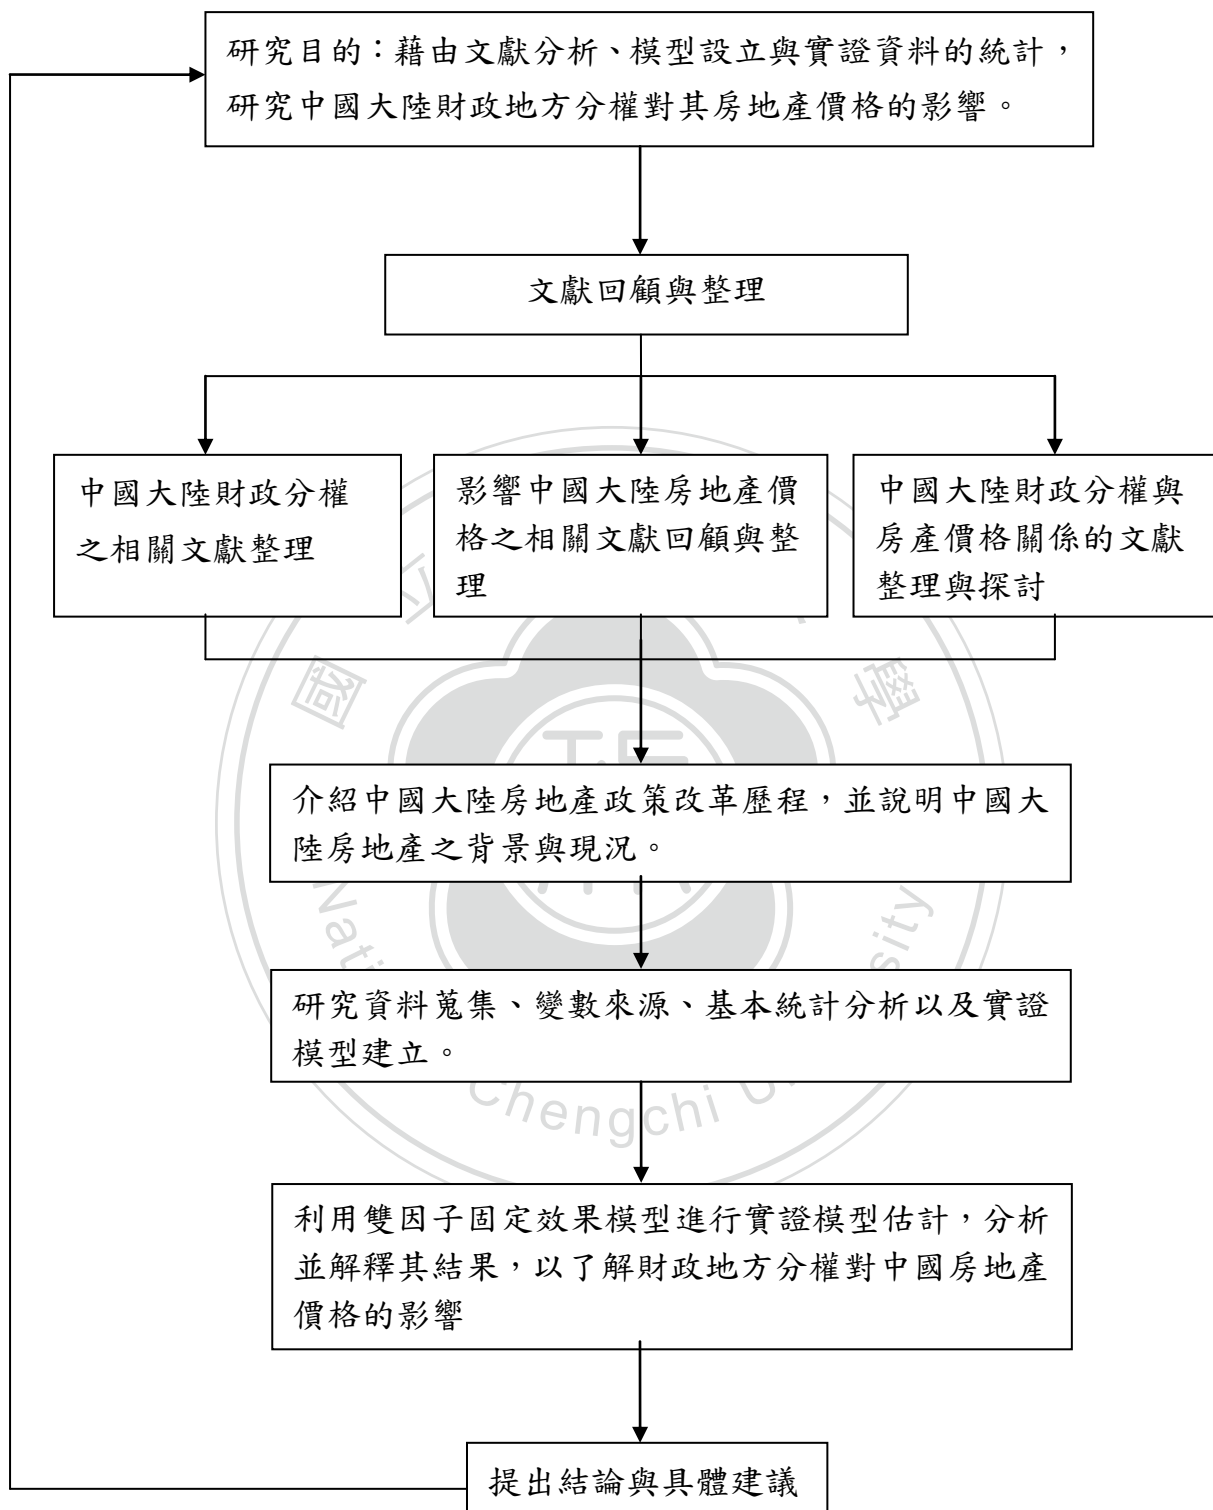 研究目的：藉由文獻分析、模型設立與實證資料的統計，
研究中國大陸財政地方分權對其房地產價格的影響。
文獻回顧與整理
中國大陸財政分權
之相關文獻整理
影響中國大陸房地產價
格之相關文獻回顧與整
理
中國大陸財政分權與
房產價格關係的文獻
整理與探討
國 立 學
介紹中國大陸房地產政策改革歷程，並說明中國大
陸房地產之背景與現況。
研究資料蒐集、變數來源、基本統計分析以及實證
模型建立。
Chengchi
利用雙因子固定效果模型進行實證模型估計，分析
並解釋其結果，以了解財政地方分權對中國房地產
價格的影響
提出結論與具體建議